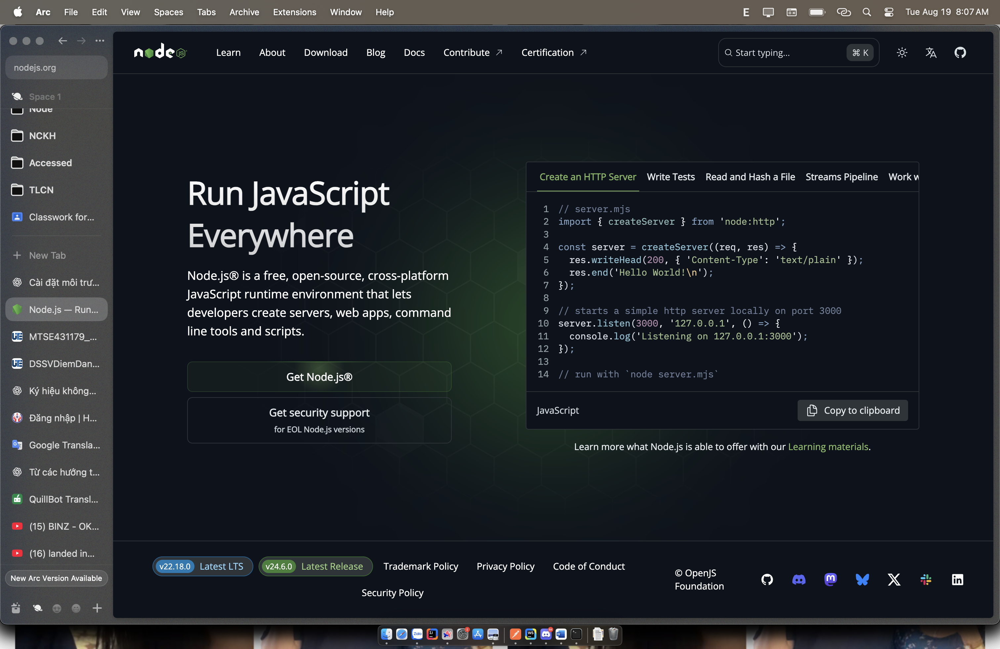 Arc File Edit View Spaces Tabs Archive Extensions Window Help
E
Tue Aug 19 8:07 AM
nodejs.org
Space 1
Node
NCKH
Accessed
TLCN
Classwork for...
New Tab
Cài đặt môi trư...
Node.js — Run...
MTSE431179_...
DSSVDiemDan...
Ký hiệu không...
Đăng nhập | H...
Google Transla...
Từ các hướng t...
QuillBot Transl...
(15) BINZ - OK...
(16) landed in...
New Arc Version Available
node JS
Learn About Download Blog Docs Contribute Certification
Start typing... ⌘ K
Run JavaScript
Everywhere
Node.js® is a free, open-source, cross-platform
JavaScript runtime environment that lets
developers create servers, web apps, command
line tools and scripts.
Get Node.js®
Get security support
for EOL Node.js versions
Create an HTTP Server Write Tests Read and Hash a File Streams Pipeline Work w
1 // server.mjs
2 import { createServer } from 'node:http';
3
4 const server = createServer((req, res) => {
5 res.writeHead(200, { 'Content-Type': 'text/plain' });
6 res.end('Hello World!\n');
7 });
8
9 // starts a simple http server locally on port 3000
10 server.listen(3000, '127.0.0.1', () => {
11 console.log('Listening on 127.0.0.1:3000');
12 });
13
14 // run with `node server.mjs`
JavaScript
Copy to clipboard
Learn more what Node.js is able to offer with our Learning materials.
v22.18.0 Latest LTS v24.6.0 Latest Release Trademark Policy Privacy Policy Code of Conduct
Security Policy
© OpenJS
Foundation
Zalo
IJ
2
WS
64
W